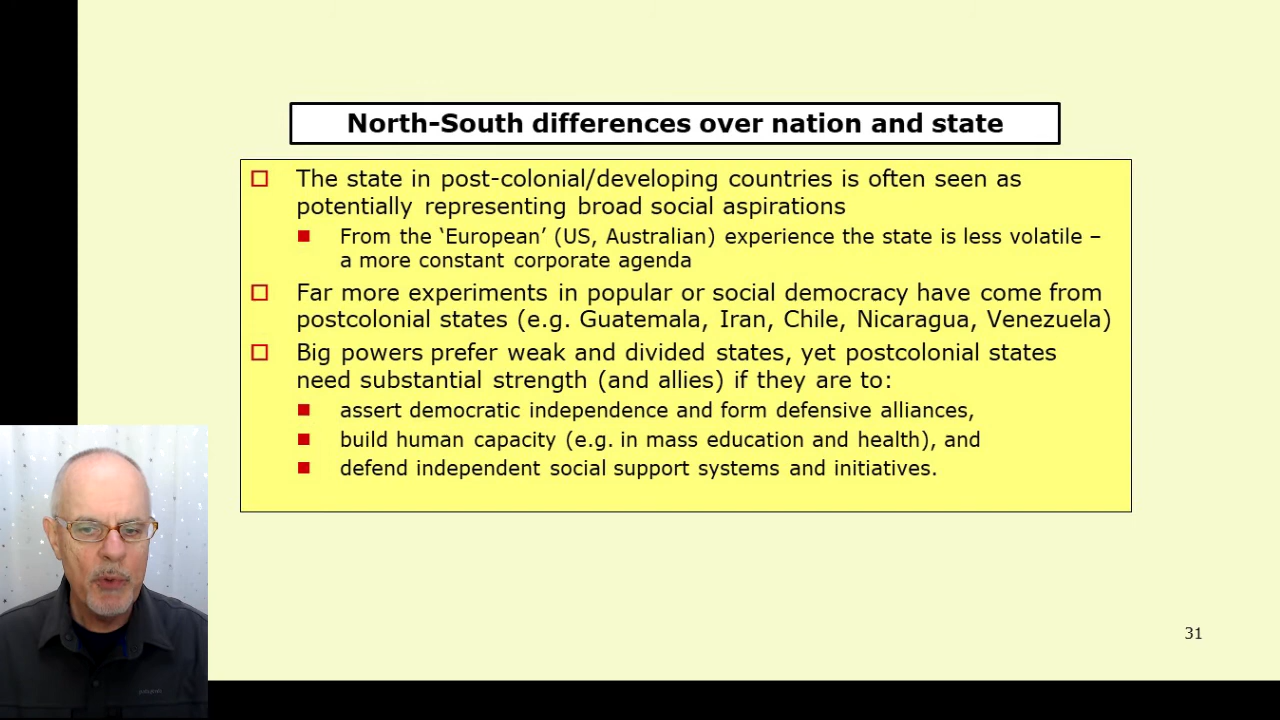 North-South differences over nation and state
The state in post-colonial/developing countries is often seen as
potentially representing broad social aspirations
From the ‘European’ (US, Australian) experience the state is less volatile –
a more constant corporate agenda
Far more experiments in popular or social democracy have come from
postcolonial states (e.g. Guatemala, Iran, Chile, Nicaragua, Venezuela)
Big powers prefer weak and divided states, yet postcolonial states
need substantial strength (and allies) if they are to:
assert democratic independence and form defensive alliances,
build human capacity (e.g. in mass education and health), and
defend independent social support systems and initiatives.
31